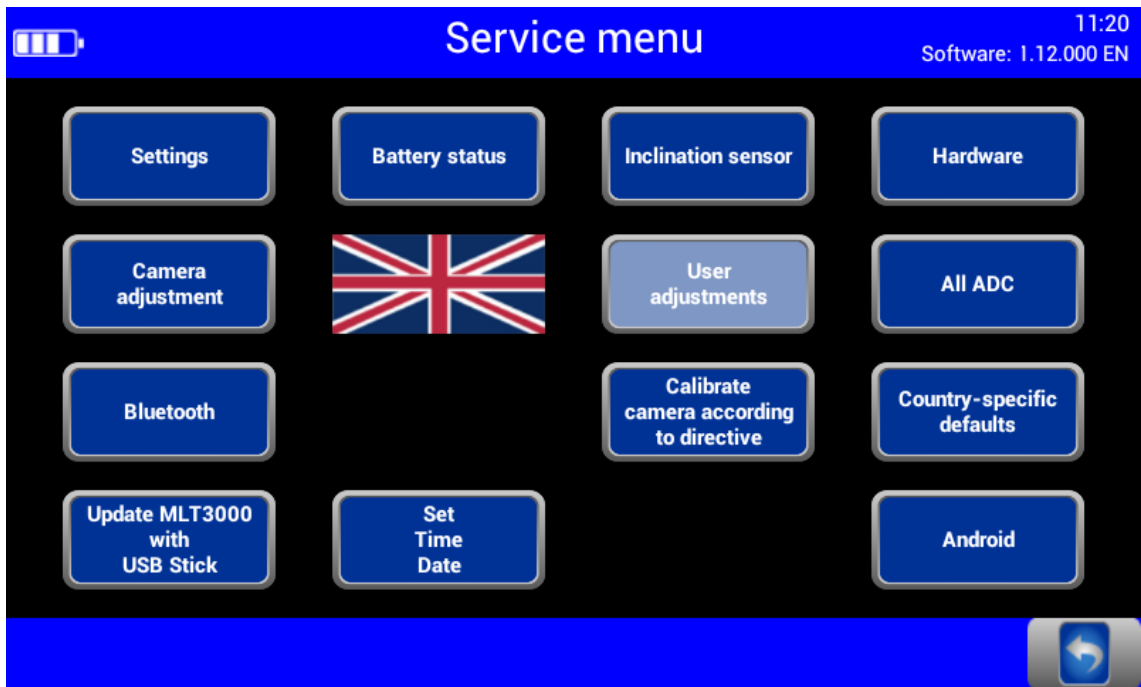 Service menu
11:20
Software: 1.12.000 EN
Settings
Battery status
Inclination sensor
Hardware
Camera
adjustment
User
adjustments
All ADC
Bluetooth
Calibrate
camera according
to directive
Country-specific
defaults
Update MLT3000
with
USB Stick
Set
Time
Date
Android